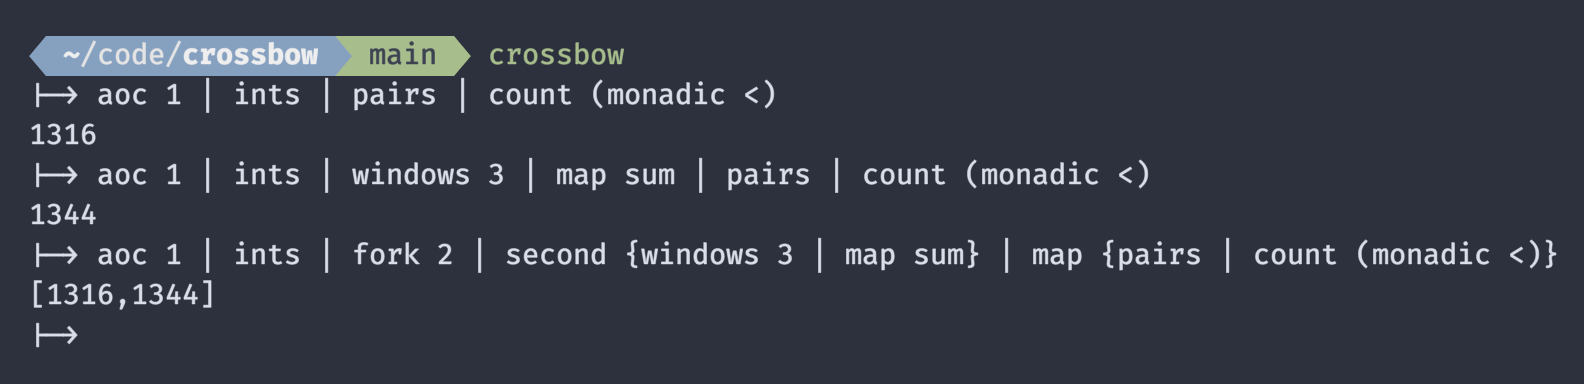 ~/code/crossbow main crossbow
|--> aoc 1 | ints | pairs | count (monadic <)
1316
|--> aoc 1 | ints | windows 3 | map sum | pairs | count (monadic <)
1344
|--> aoc 1 | ints | fork 2 | second {windows 3 | map sum} | map {pairs | count (monadic <)}
[1316,1344]
|-->